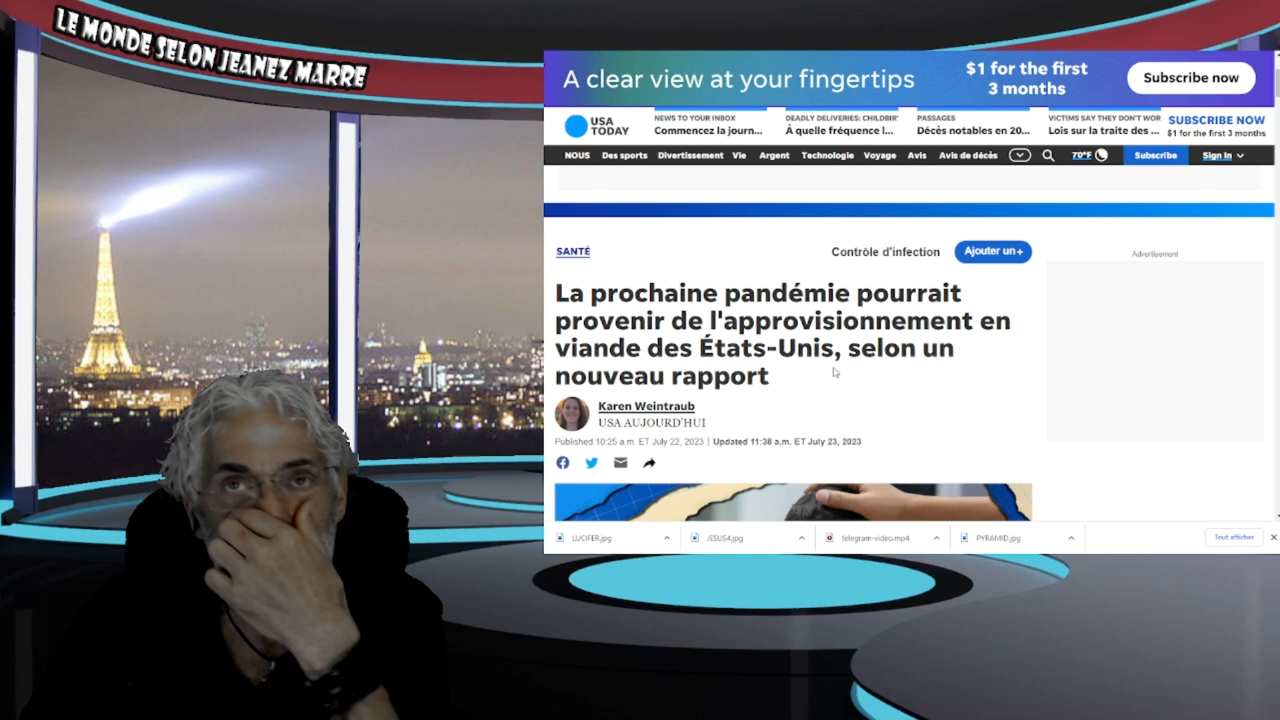 LE MONDE SELON JEANEZ MARRE
A clear view at your fingertips
$1 for the first
3 months
Subscribe now
USA
TODAY
NEWS TO YOUR INBOX
Commencez la journ...
DEADLY DELIVERIES: CHILDBIR
À quelle fréquence l...
PASSAGES
Décès notables en 20...
VICTIMS SAY THEY DON'T WOR
Lois sur la traite des ...
SUBSCRIBE NOW
$1 for the first 3 months
NOUS Des sports Divertissement Vie Argent Technologie Voyage Avis Avis de décès 70°F Subscribe Sign In
SANTÉ
Contrôle d'infection
Ajouter un+
Advertisement
La prochaine pandémie pourrait
provenir de l'approvisionnement en
viande des États-Unis, selon un
nouveau rapport
Karen Weintraub
USA AUJOURD'HUI
Published 10:25 a.m. ET July 22, 2023 | Updated 11:38 a.m. ET July 23, 2023
LUCIFER.jpg JESUS4.jpg telegram-video.mp4 PYRAMID.jpg Tout afficher